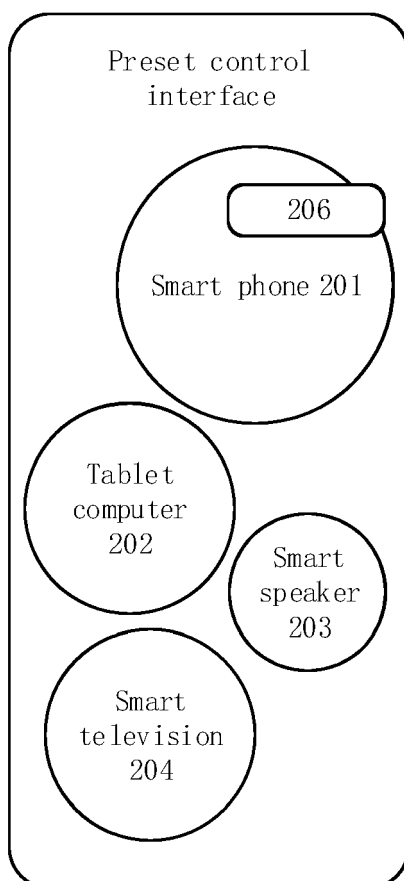 Preset control
interface
206
Smart phone 201
Tablet
computer
202
Smart
speaker
203
Smart
television
204